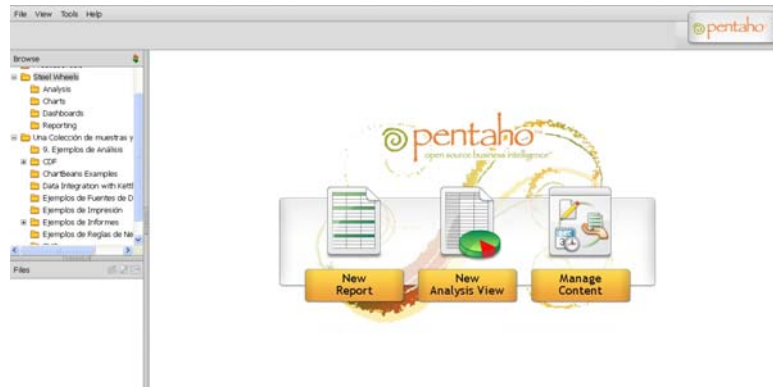 File View Tools Help
pentaho
Browse
Steel Wheels
Analysis
Charts
Dashboards
Reporting
Una Colección de muestras y
9. Ejemplos de Análisis
CDF
ChartBeans Examples
Data Integration with Kettl
Ejemplos de Fuentes de D
Ejemplos de Impresión
Ejemplos de Informes
Ejemplos de Reglas de Ne
Files
pentaho
open source business intelligence
New
Report
New
Analysis View
Manage
Content